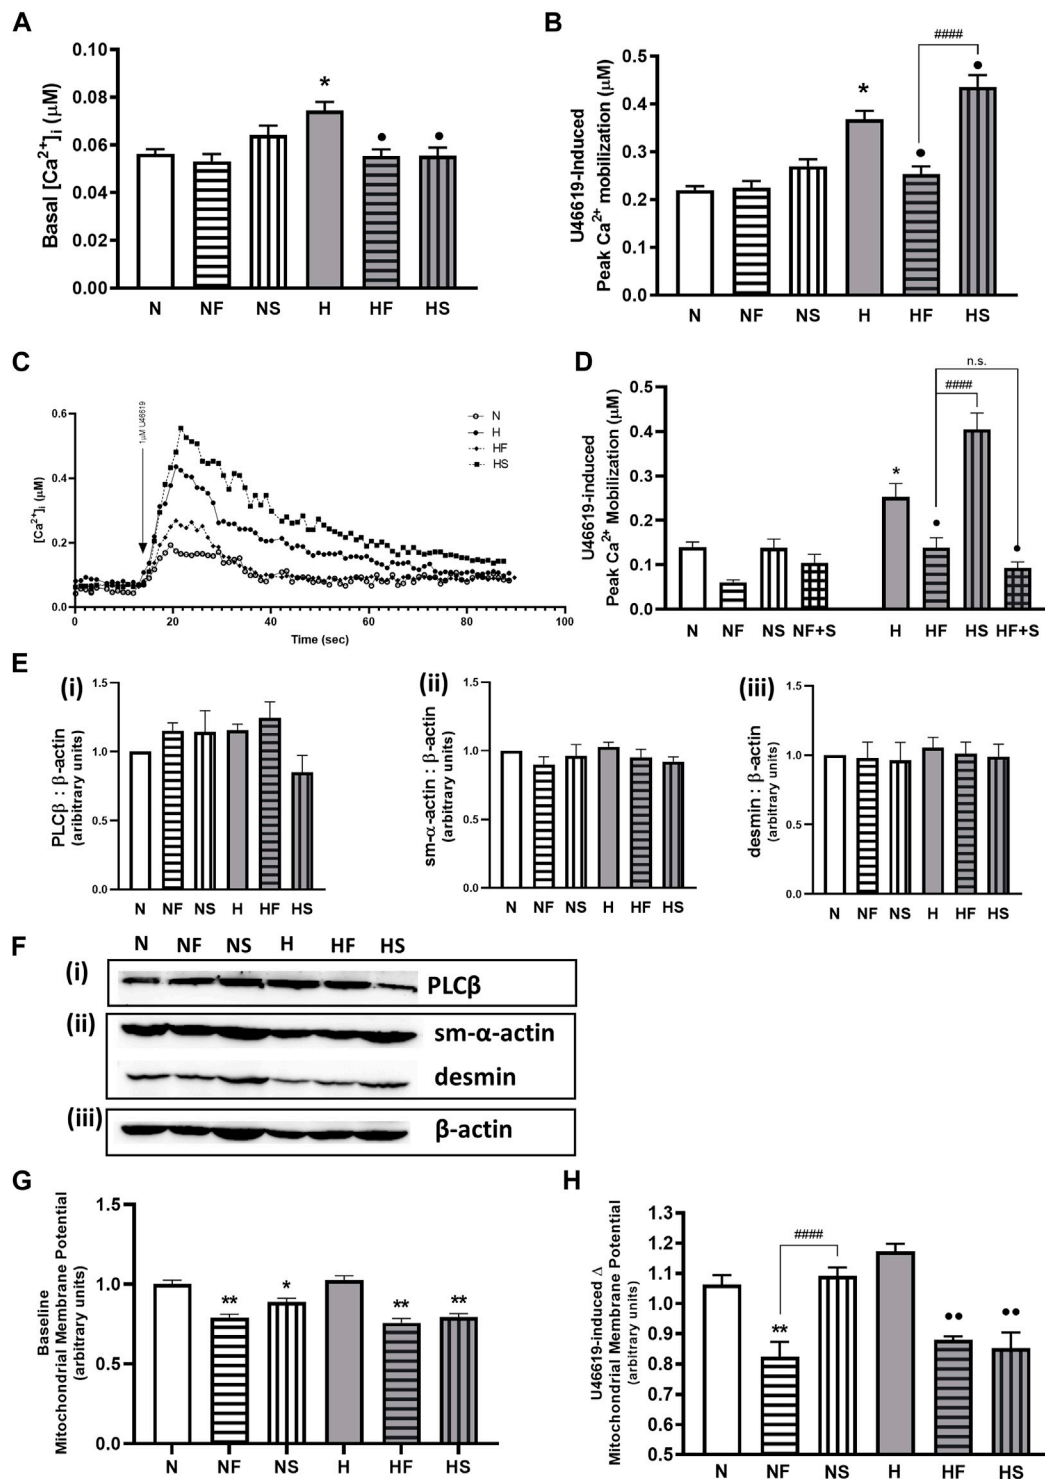 A
Basal [Ca²⁺]ᵢ (µM)
0.10
0.08
0.06
0.04
0.02
0.00
*
•
•
N NF NS H HF HS
B
U46619-Induced
Peak Ca²⁺ mobilization (µM)
0.5
0.4
0.3
0.2
0.1
0.0
####
*
•
•
N NF NS H HF HS
C
[Ca²⁺]ᵢ (µM)
0.6
0.4
0.2
0.0
1µM U46619
N
H
HF
HS
0 20 40 60 80 100
Time (sec)
D
U46619-induced
Peak Ca²⁺ Mobilization (µM)
0.5
0.4
0.3
0.2
0.1
0.0
n.s.
####
*
•
•
N NF NS NF+S H HF HS HF+S
E
(i)
PLCβ : β-actin
(aribitrary units)
1.5
1.0
0.5
0.0
N NF NS H HF HS
(ii)
sm-α-actin : β-actin
(arbitrary units)
1.5
1.0
0.5
0.0
N NF NS H HF HS
(iii)
desmin : β-actin
(arbitrary units)
1.5
1.0
0.5
0.0
N NF NS H HF HS
F
N NF NS H HF HS
(i)
PLCβ
(ii)
sm-α-actin
desmin
(iii)
β-actin
G
Baseline
Mitochondrial Membrane Potential
(arbitrary units)
1.5
1.0
0.5
0.0
**
*
**
**
N NF NS H HF HS
H
U46619-induced Δ
Mitochondrial Membrane Potential
(arbitrary units)
1.3
1.2
1.1
1.0
0.9
0.8
0.7
0.6
0.5
####
**
••
••
N NF NS H HF HS